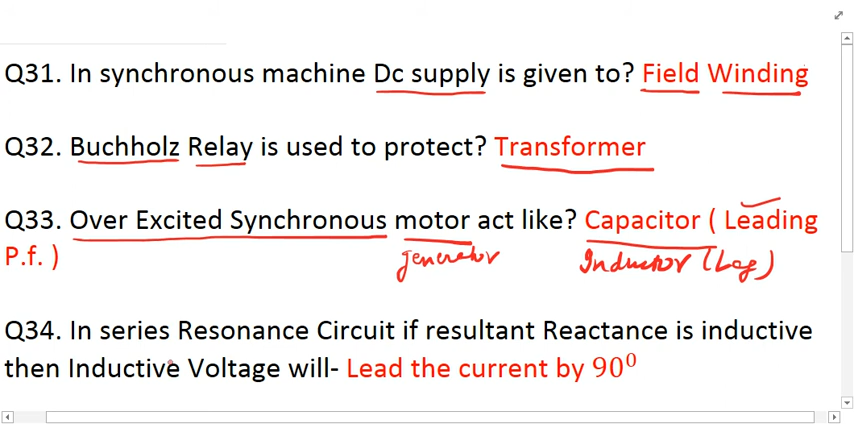 Q31. In synchronous machine Dc supply is given to? Field Winding
Q32. Buchholz Relay is used to protect? Transformer
Q33. Over Excited Synchronous motor act like? Capacitor ( Leading
P.f. )
generator Inductor (Lag)
Q34. In series Resonance Circuit if resultant Reactance is inductive
then Inductive Voltage will- Lead the current by 90⁰